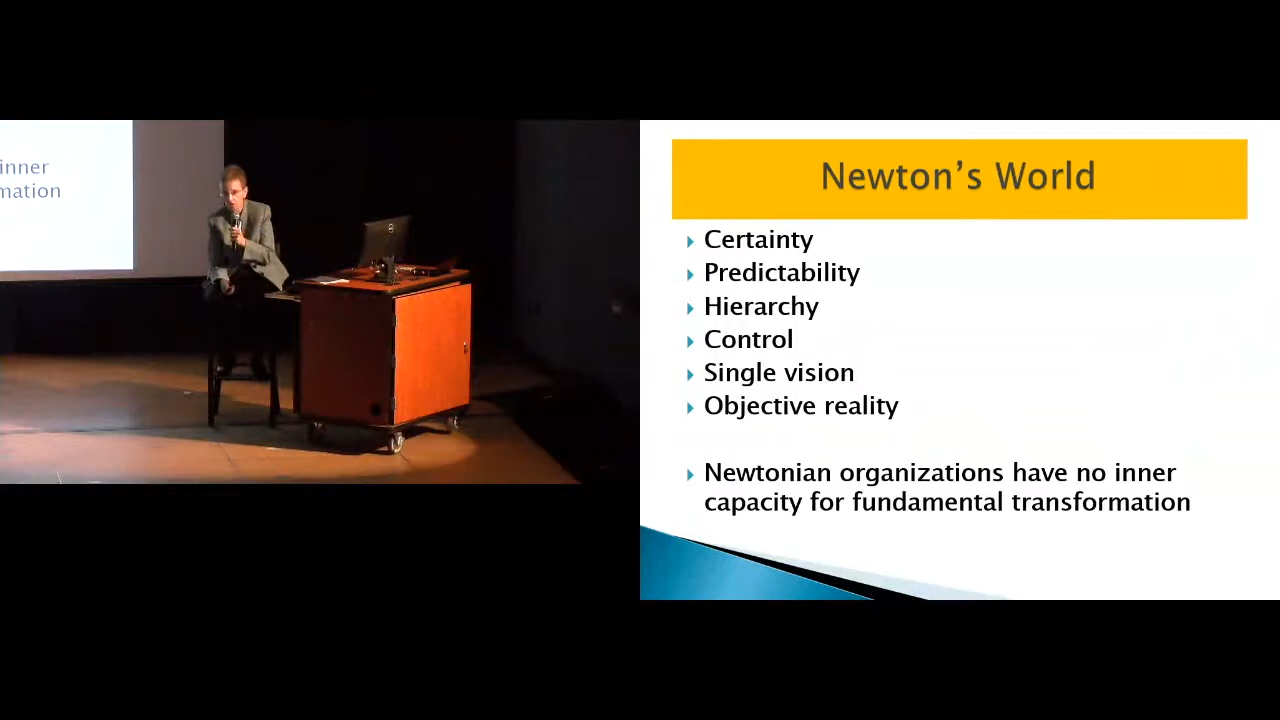 inner
mation
Newton's World
Certainty
Predictability
Hierarchy
Control
Single vision
Objective reality
Newtonian organizations have no inner
capacity for fundamental transformation